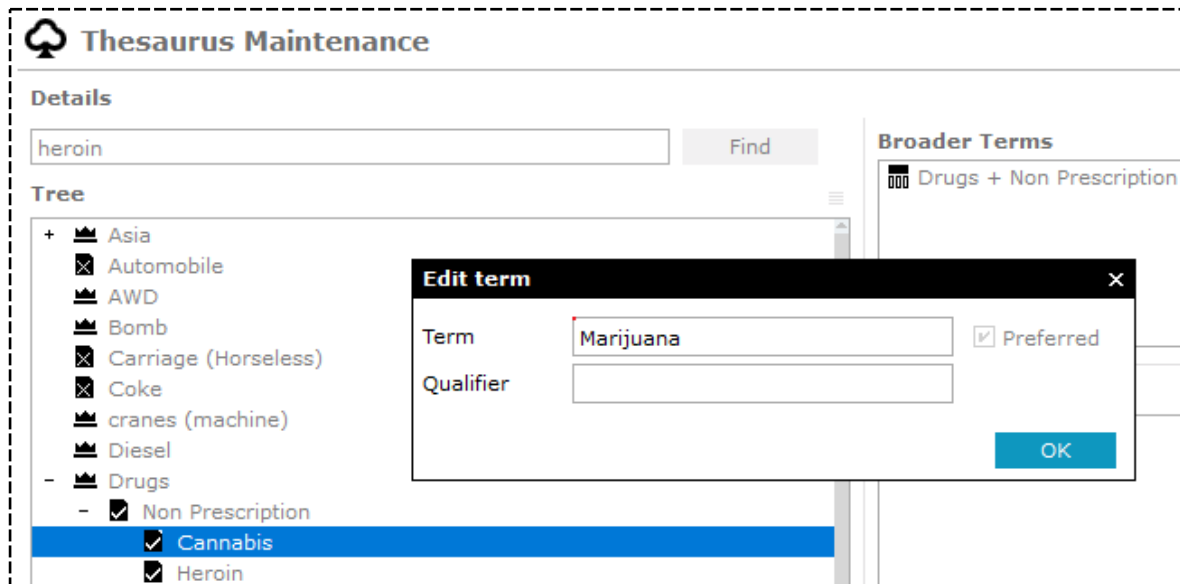 Thesaurus Maintenance
Details
heroin
Find
Tree
Broader Terms
Drugs + Non Prescription
+ Asia
Automobile
AWD
Bomb
Carriage (Horseless)
Coke
cranes (machine)
Diesel
- Drugs
- Non Prescription
Cannabis
Heroin
Edit term
Term
Marijuana
Preferred
Qualifier
OK